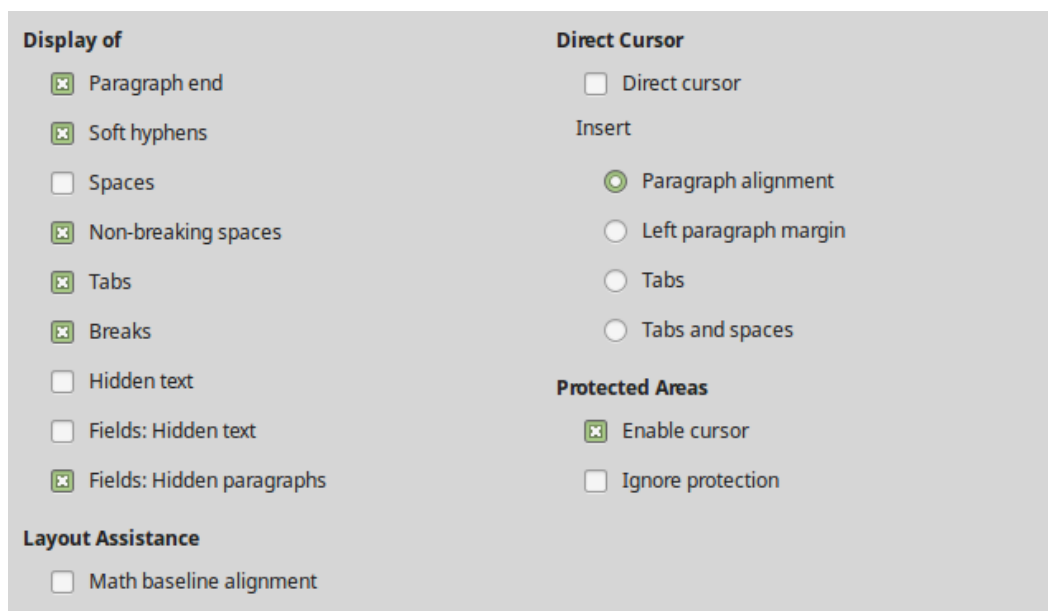 Display of
Paragraph end
Soft hyphens
Spaces
Non-breaking spaces
Tabs
Breaks
Hidden text
Fields: Hidden text
Fields: Hidden paragraphs
Layout Assistance
Math baseline alignment
Direct Cursor
Direct cursor
Insert
Paragraph alignment
Left paragraph margin
Tabs
Tabs and spaces
Protected Areas
Enable cursor
Ignore protection